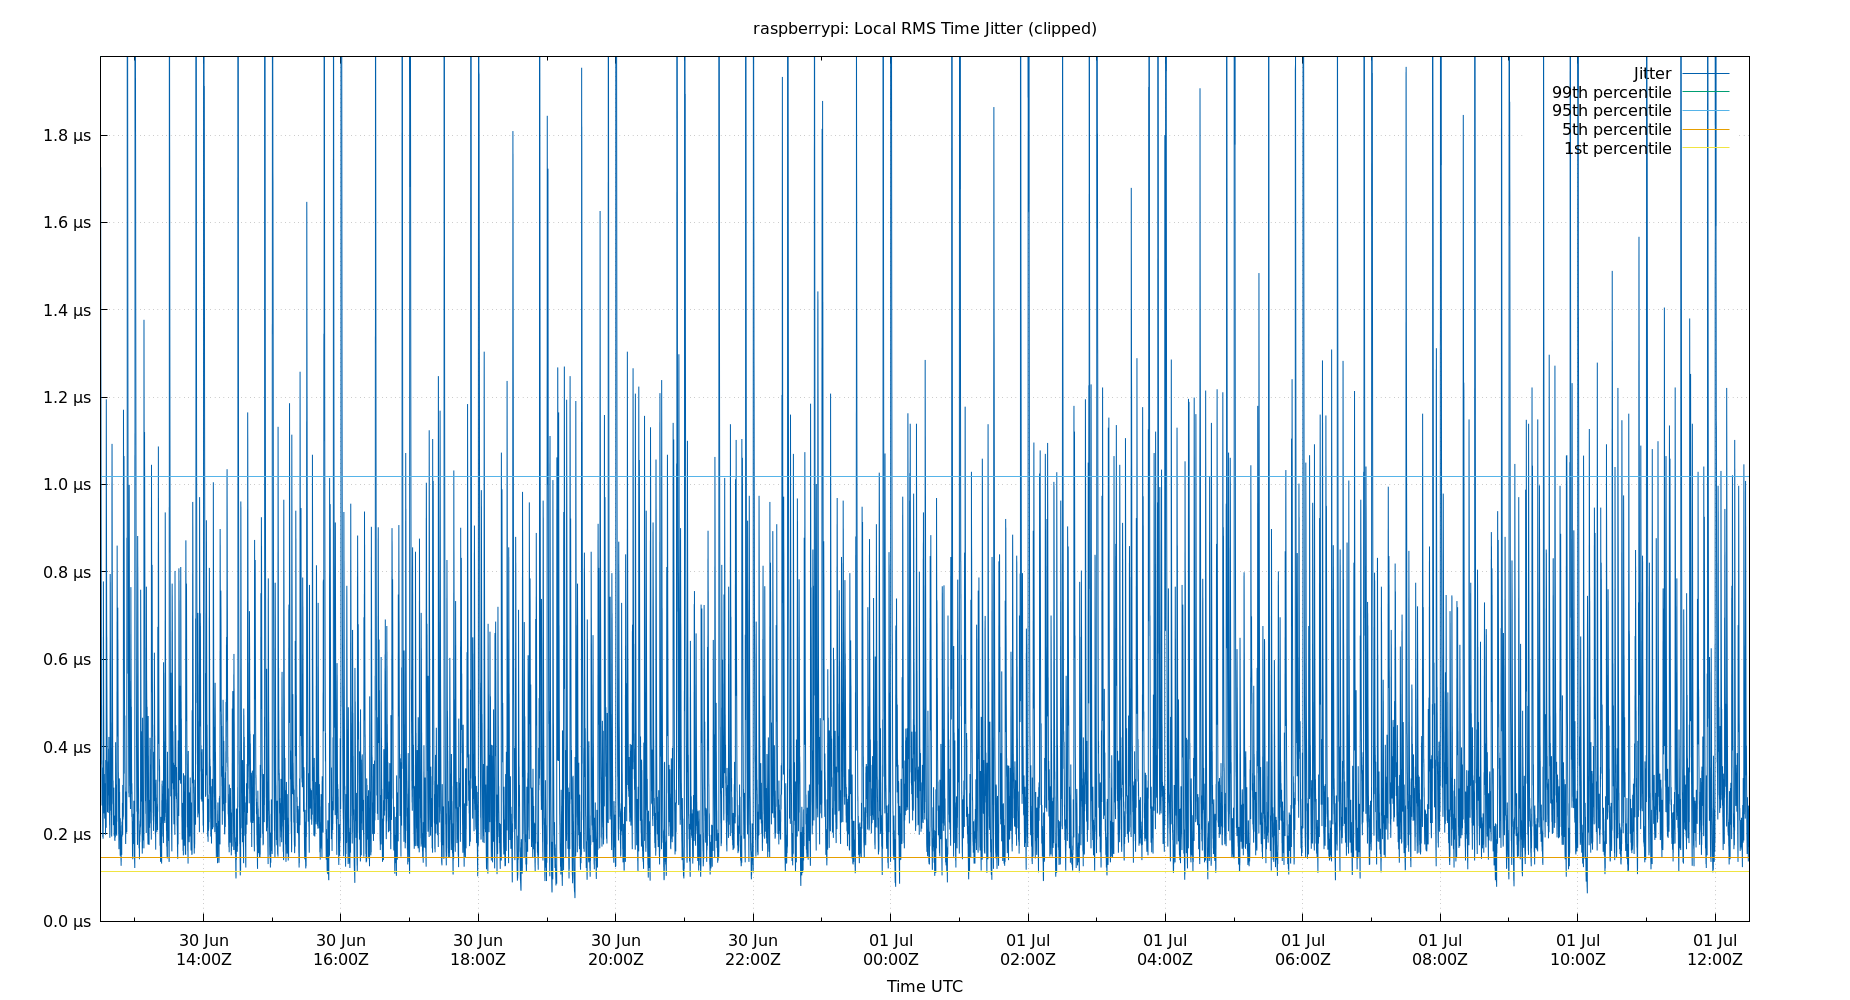 raspberrypi: Local RMS Time Jitter (clipped)
Jitter
99th percentile
95th percentile
5th percentile
1st percentile
1.8 µs
1.6 µs
1.4 µs
1.2 µs
1.0 µs
0.8 µs
0.6 µs
0.4 µs
0.2 µs
0.0 µs
30 Jun 30 Jun 30 Jun 30 Jun 30 Jun 01 Jul 01 Jul 01 Jul 01 Jul 01 Jul 01 Jul 01 Jul
14:00Z 16:00Z 18:00Z 20:00Z 22:00Z 00:00Z 02:00Z 04:00Z 06:00Z 08:00Z 10:00Z 12:00Z
Time UTC